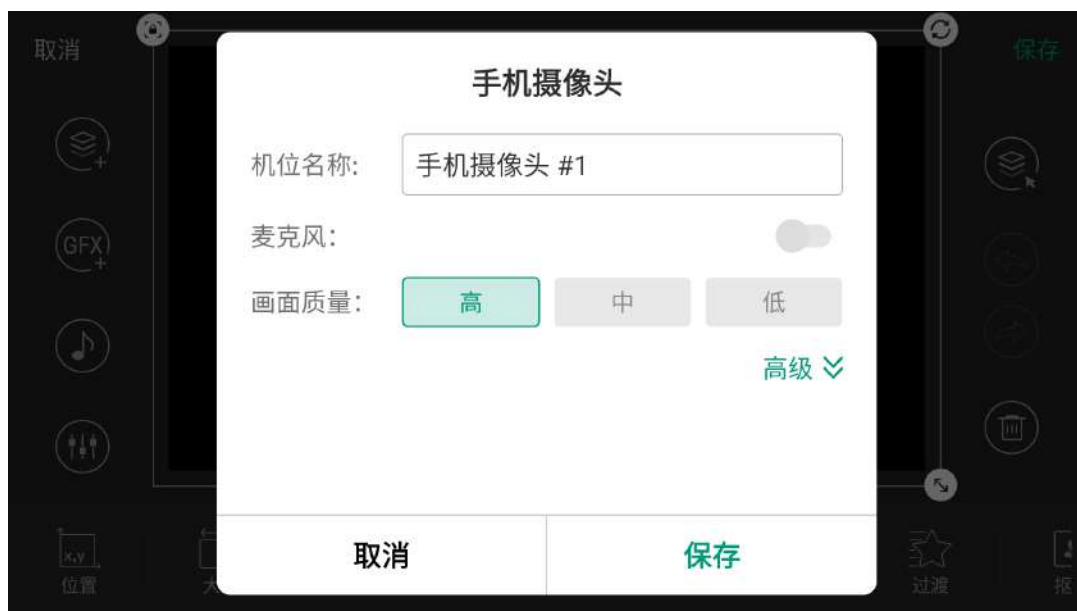 取消
保存
手机摄像头
机位名称: 手机摄像头 #1
麦克风:
画面质量: 高 中 低
高级
GFX
取消 保存
x,y
位置 大 过渡 抠